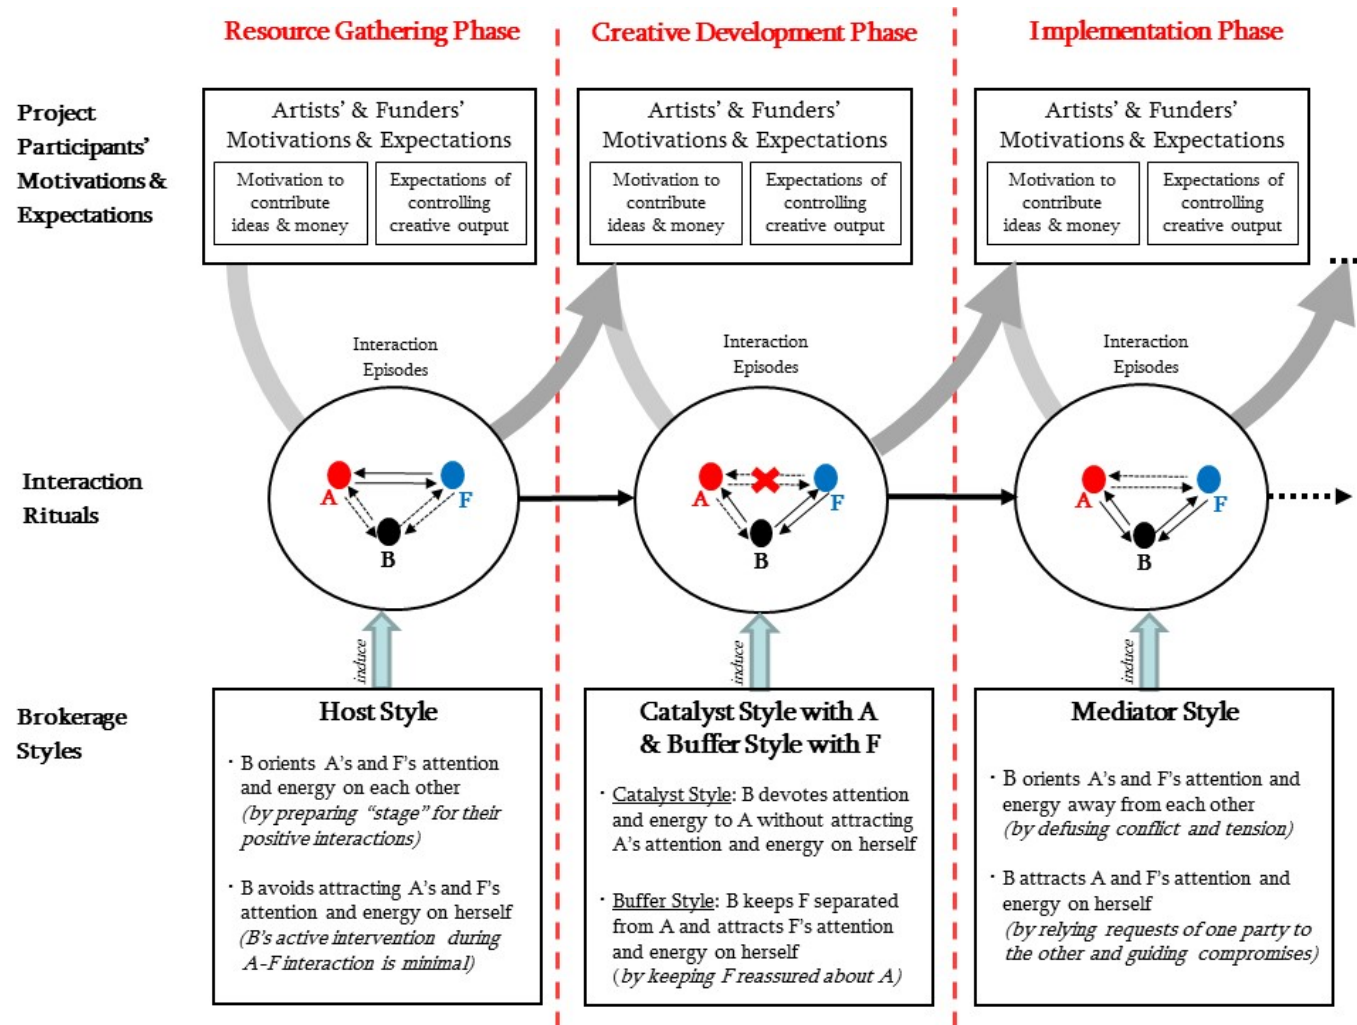 Resource Gathering Phase
Creative Development Phase
Implementation Phase
Project
Participants'
Motivations &
Expectations
Artists' & Funders'
Motivations & Expectations
Motivation to
contribute
ideas & money
Expectations of
controlling
creative output
Artists' & Funders'
Motivations & Expectations
Motivation to
contribute
ideas & money
Expectations of
controlling
creative output
Artists' & Funders'
Motivations & Expectations
Motivation to
contribute
ideas & money
Expectations of
controlling
creative output
Interaction
Rituals
Interaction
Episodes
A
F
B
Interaction
Episodes
A
F
B
Interaction
Episodes
A
F
B
induce
induce
induce
Brokerage
Styles
Host Style
· B orients A's and F's attention
and energy on each other
(by preparing “stage” for their
positive interactions)
· B avoids attracting A's and F's
attention and energy on herself
(B's active intervention during
A-F interaction is minimal)
Catalyst Style with A
& Buffer Style with F
· Catalyst Style: B devotes attention
and energy to A without attracting
A's attention and energy on herself
· Buffer Style: B keeps F separated
from A and attracts F's attention
and energy on herself
(by keeping F reassured about A)
Mediator Style
· B orients A's and F's attention and
energy away from each other
(by defusing conflict and tension)
· B attracts A and F's attention and
energy on herself
(by relying requests of one party to
the other and guiding compromises)